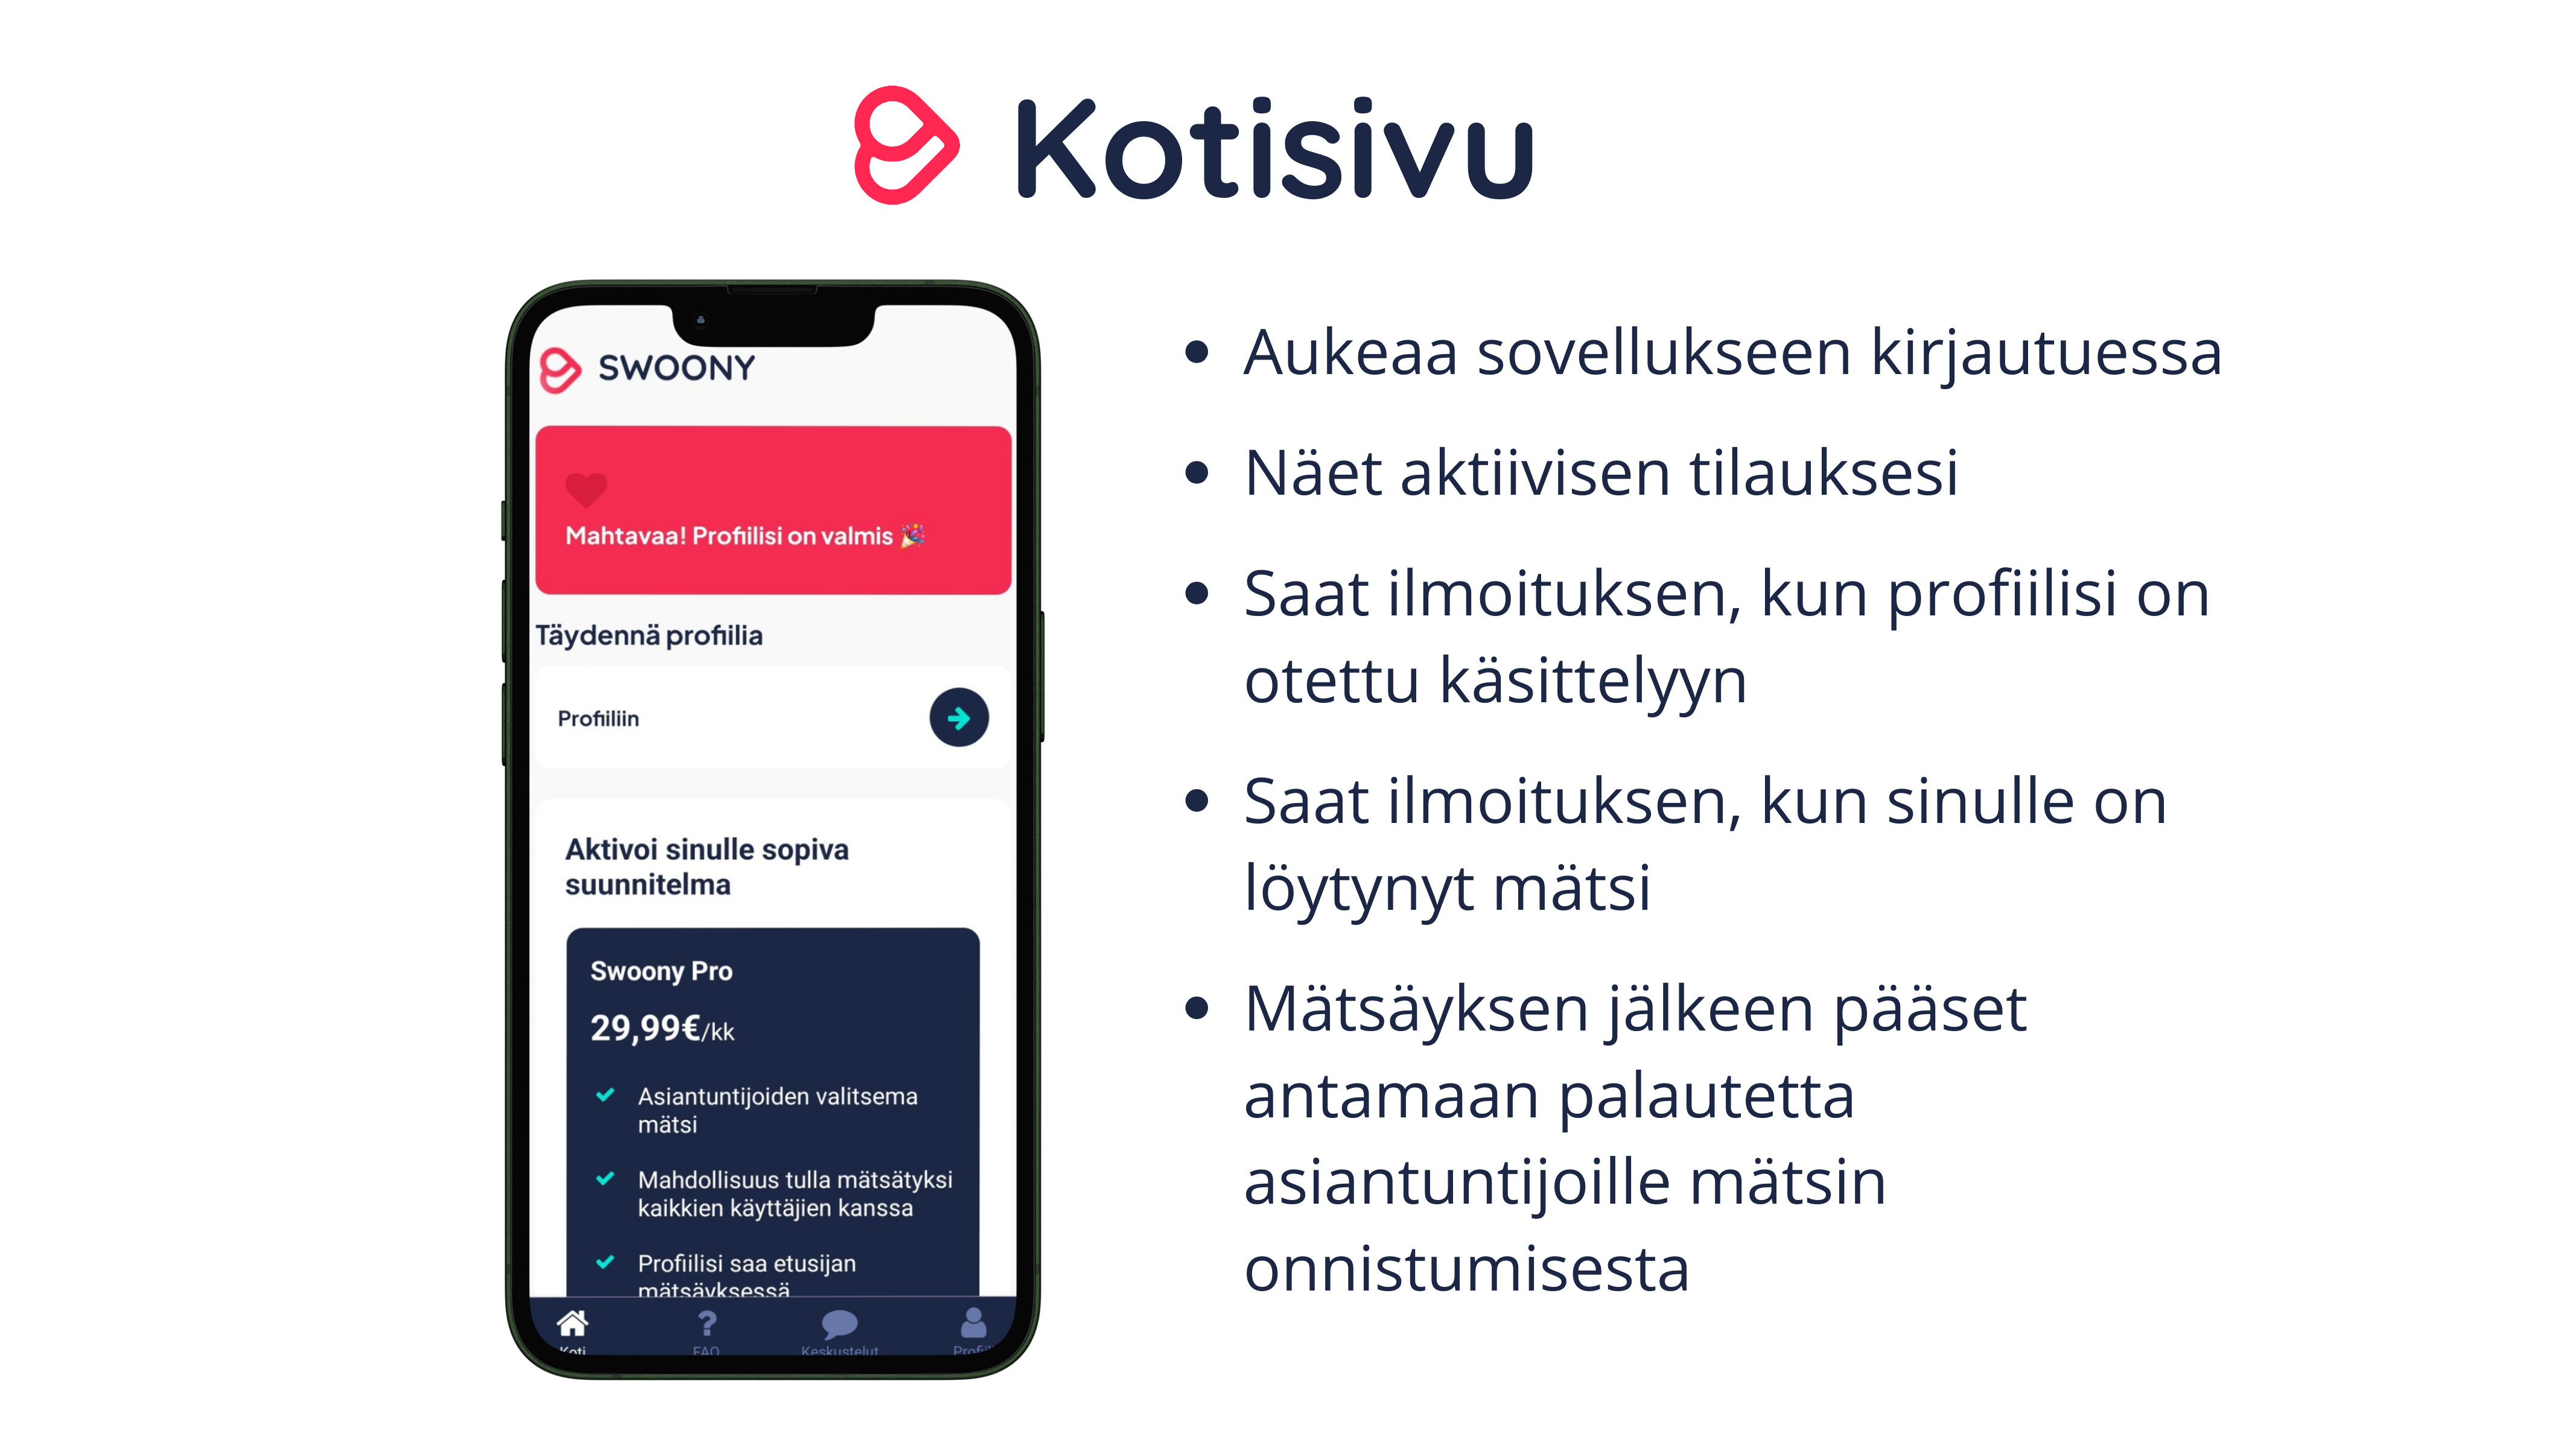 Kotisivu
SWOONY
Mahtavaa! Profiilisi on valmis 🎉
Täydennä profiilia
Profiiliin
Aktivoi sinulle sopiva
suunnitelma
Swoony Pro
29,99€/kk
Asiantuntijoiden valitsema
mätsi
Mahdollisuus tulla mätsätyksi
kaikkien käyttäjien kanssa
Profiilisi saa etusijan
mätsäyksessä
Koti
FAQ
Keskustelut
• Aukeaa sovellukseen kirjautuessa
• Näet aktiivisen tilauksesi
• Saat ilmoituksen, kun profiilisi on
otettu käsittelyyn
• Saat ilmoituksen, kun sinulle on
löytynyt mätsi
• Mätsäyksen jälkeen pääset
antamaan palautetta
asiantuntijoille mätsin
onnistumisesta